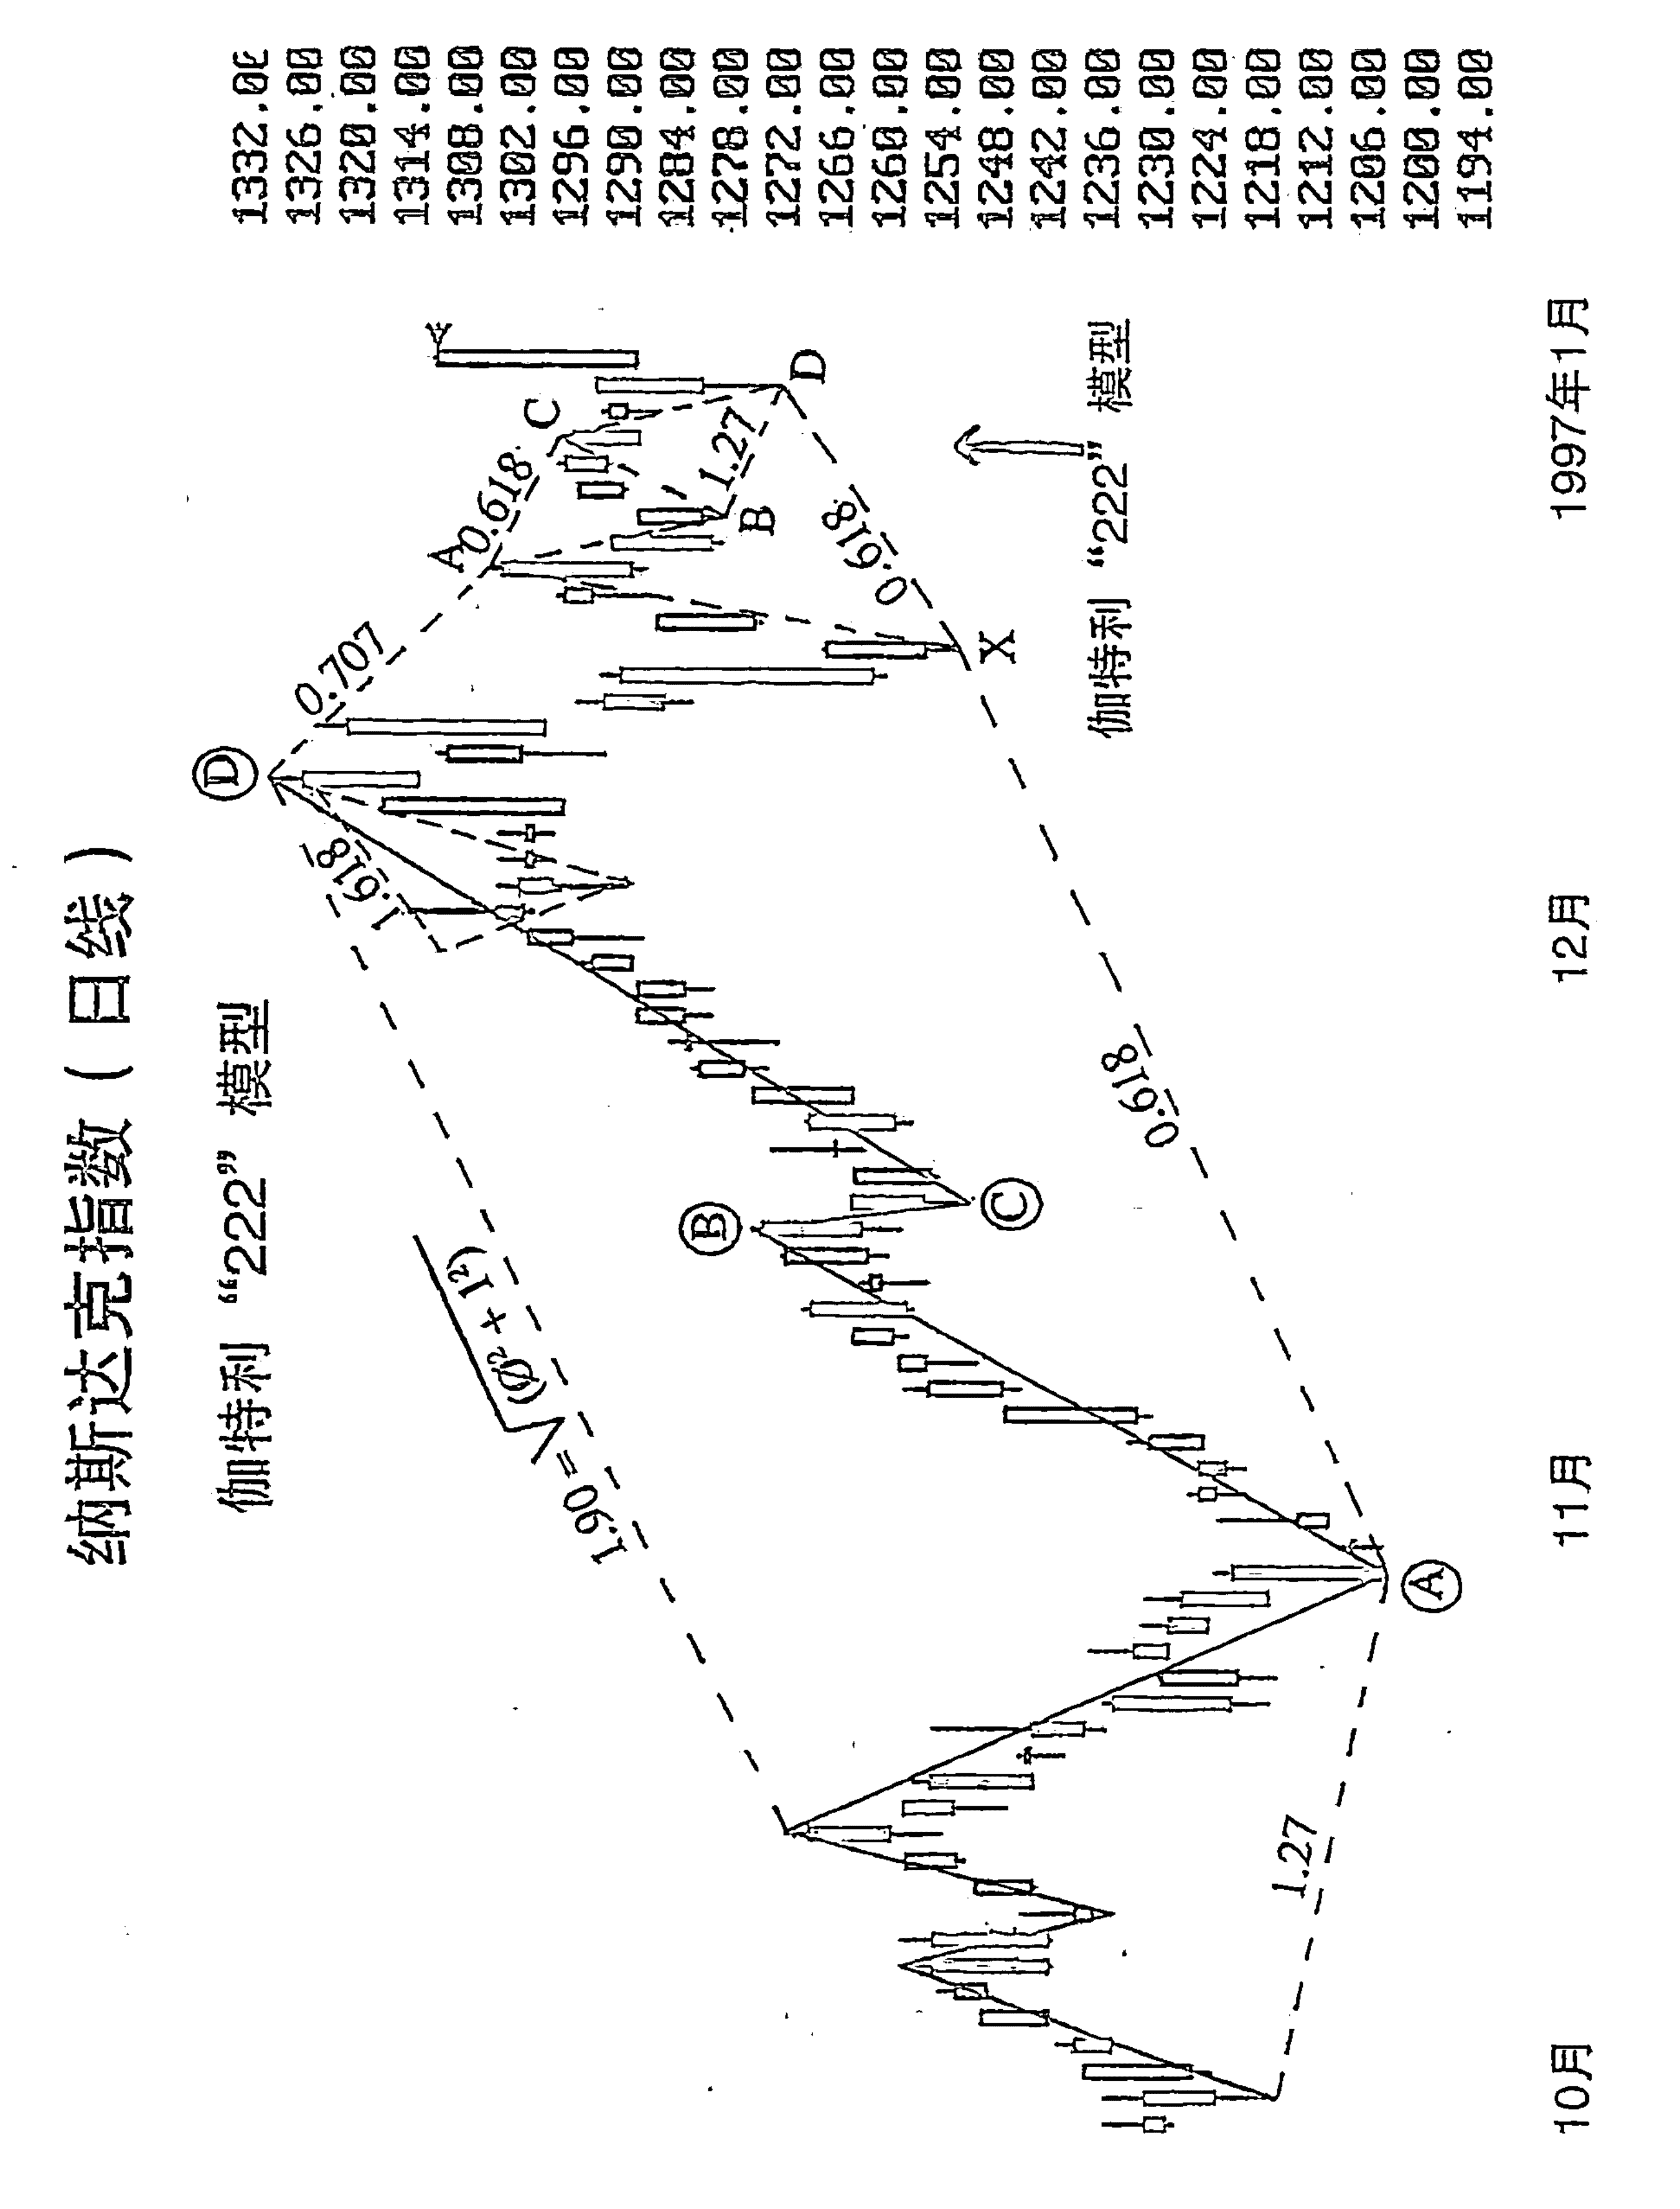 纳斯达克指数（日线）
伽特利 “222” 模型
D
1.618
0.707
A
0.618
C
1.90 = √(φ² + 1²)
B
1.27
D
B
C
0.618
X
0.618
伽特利 “222” 模型
A
1.27
1332.00
1326.00
1320.00
1314.00
1308.00
1302.00
1296.00
1290.00
1284.00
1278.00
1272.00
1266.00
1260.00
1254.00
1248.00
1242.00
1236.00
1230.00
1224.00
1218.00
1212.00
1206.00
1200.00
1194.00
10月
11月
12月
1997年1月